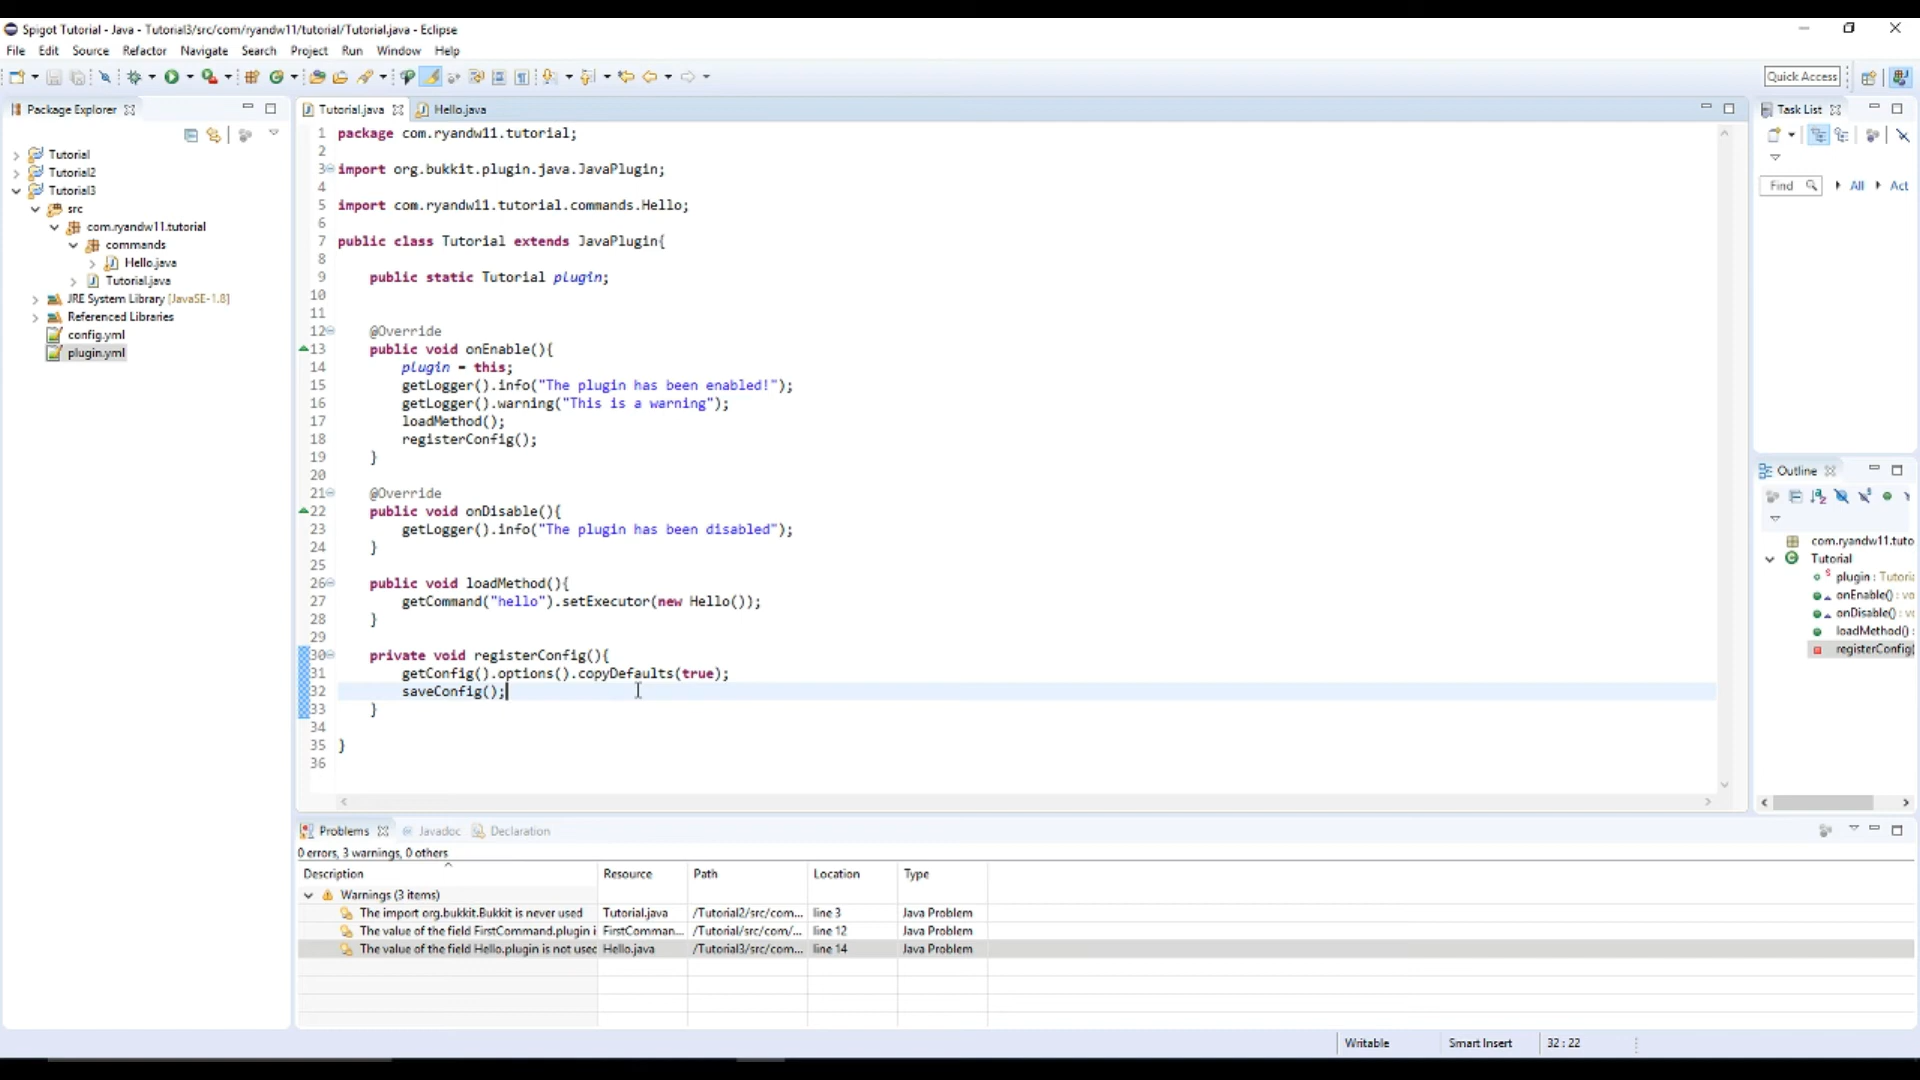 Spigot Tutorial - Java - Tutorial3/src/com/ryandw11/tutorial/Tutorial.java - Eclipse
File Edit Source Refactor Navigate Search Project Run Window Help
Quick Access
Package Explorer
Tutorial
Tutorial2
Tutorial3
src
com.ryandw11.tutorial
commands
Hello.java
Tutorial.java
JRE System Library [JavaSE-1.8]
Referenced Libraries
config.yml
plugin.yml
Tutorial.java Hello.java
1 package com.ryandw11.tutorial;
2
3 import org.bukkit.plugin.java.JavaPlugin;
4
5 import com.ryandw11.tutorial.commands.Hello;
6
7 public class Tutorial extends JavaPlugin{
8
9 public static Tutorial plugin;
10
11
12 @Override
13 public void onEnable(){
14 plugin = this;
15 getLogger().info("The plugin has been enabled!");
16 getLogger().warning("This is a warning");
17 loadMethod();
18 registerConfig();
19 }
20
21 @Override
22 public void onDisable(){
23 getLogger().info("The plugin has been disabled");
24 }
25
26 public void loadMethod(){
27 getCommand("hello").setExecutor(new Hello());
28 }
29
30 private void registerConfig(){
31 getConfig().options().copyDefaults(true);
32 saveConfig();
33 }
34
35 }
36
Task List
Find All Act
Outline
com.ryandw11.tuto
Tutorial
plugin : Tutoria
onEnable() : vo
onDisable() : vo
loadMethod() :
registerConfig(
Problems Javadoc Declaration
0 errors, 3 warnings, 0 others
Description Resource Path Location Type
Warnings (3 items)
The import org.bukkit.Bukkit is never used Tutorial.java /Tutorial2/src/com... line 3 Java Problem
The value of the field FirstCommand.plugin i FirstComman... /Tutorial/src/com/... line 12 Java Problem
The value of the field Hello.plugin is not used Hello.java /Tutorial3/src/com... line 14 Java Problem
Writable Smart Insert 32 : 22